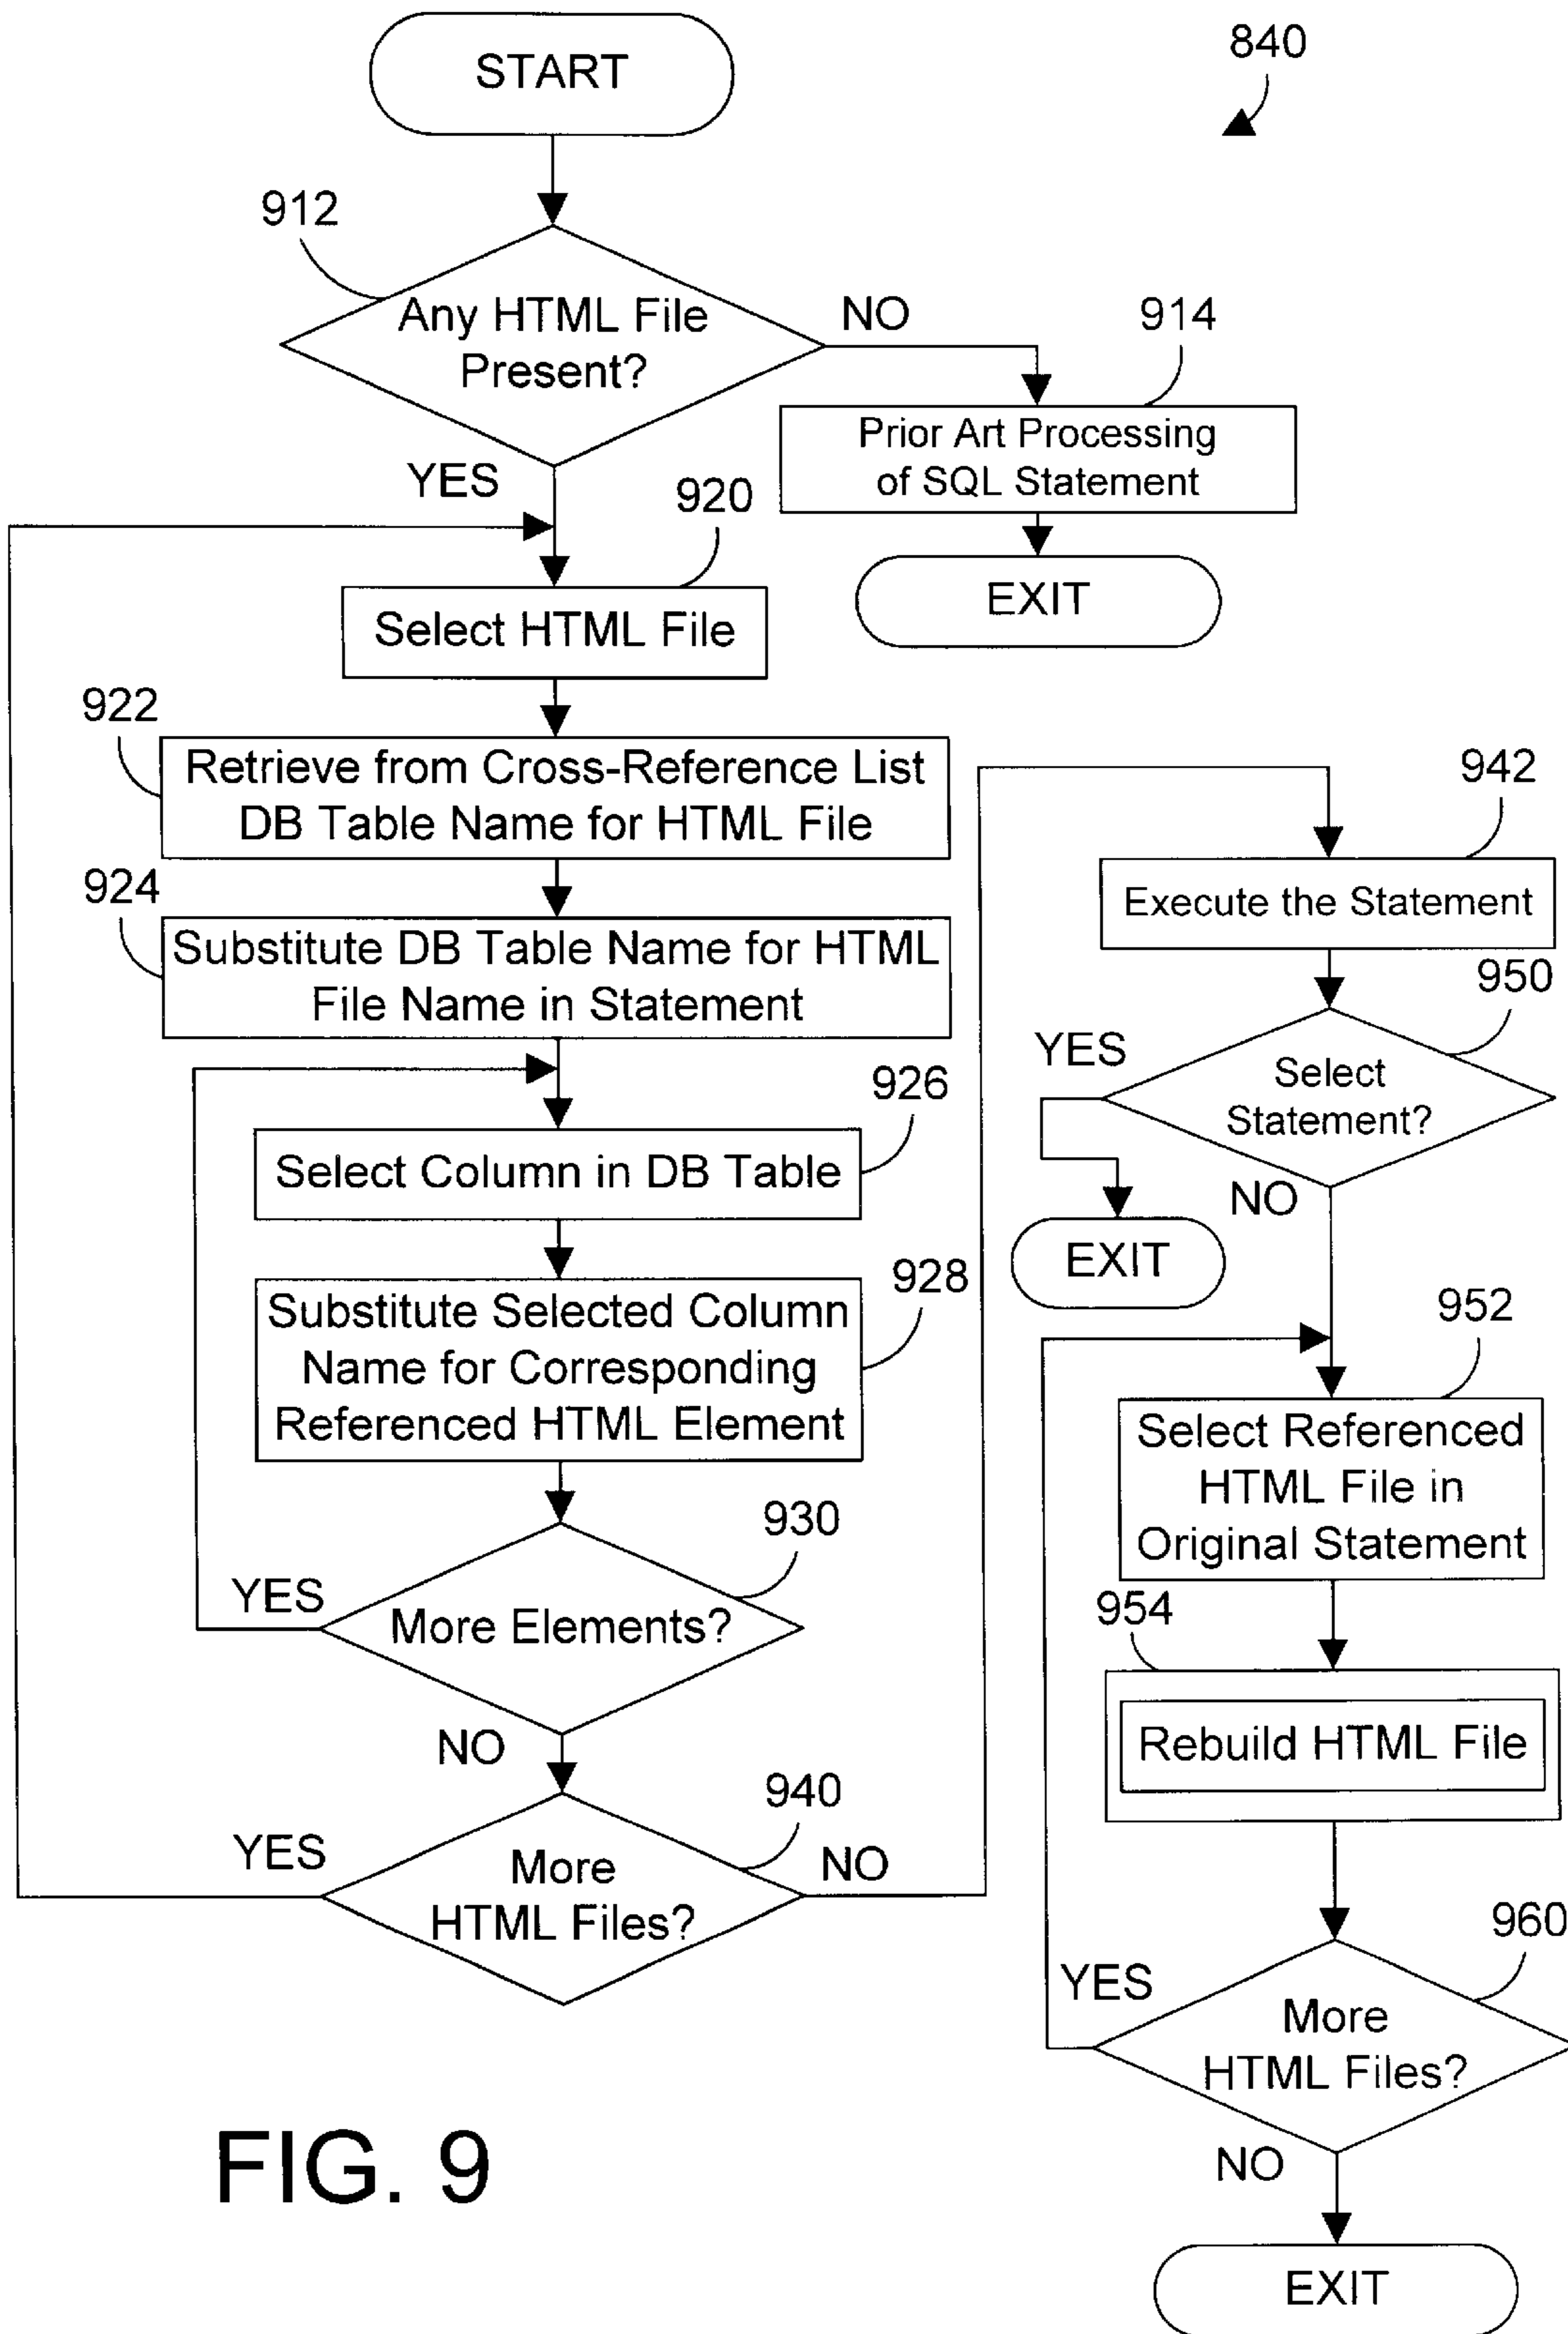 START
840
912
Any HTML File
Present?
NO
914
Prior Art Processing
of SQL Statement
EXIT
YES
920
Select HTML File
922
Retrieve from Cross-Reference List
DB Table Name for HTML File
924
Substitute DB Table Name for HTML
File Name in Statement
926
Select Column in DB Table
928
Substitute Selected Column
Name for Corresponding
Referenced HTML Element
930
YES
More Elements?
NO
940
YES
More
HTML Files?
NO
942
Execute the Statement
950
YES
Select
Statement?
NO
EXIT
952
Select Referenced
HTML File in
Original Statement
954
Rebuild HTML File
960
YES
More
HTML Files?
NO
EXIT
FIG. 9